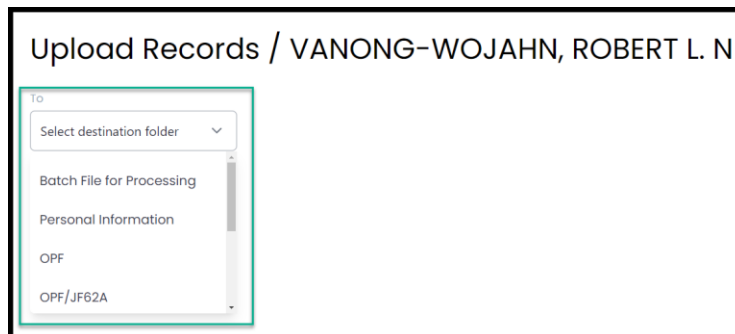 Upload Records / VANONG-WOJAHN, ROBERT L. N
To
Select destination folder
Batch File for Processing
Personal Information
OPF
OPF/JF62A